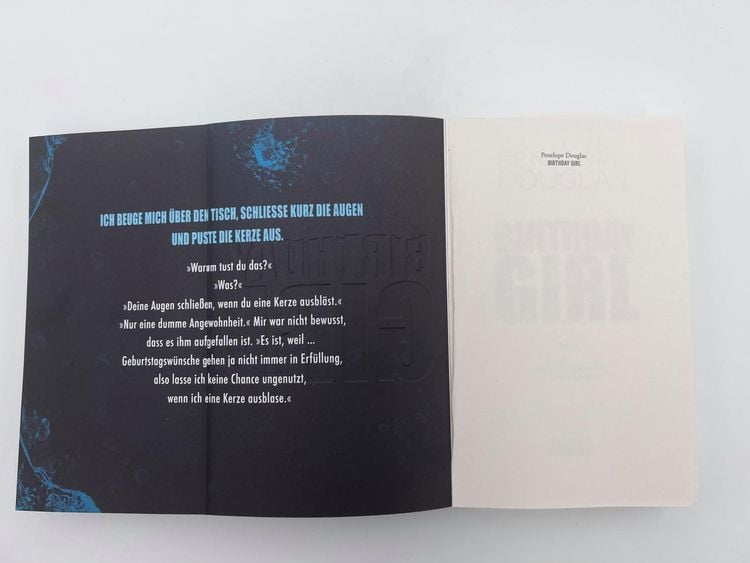 ICH BEUGE MICH ÜBER DEN TISCH, SCHLIESSE KURZ DIE AUGEN
UND PUSTE DIE KERZE AUS.
»Warum tust du das?«
»Was?«
»Deine Augen schließen, wenn du eine Kerze ausbläst.«
»Nur eine dumme Angewohnheit.« Mir war nicht bewusst,
dass es ihm aufgefallen ist. »Es ist, weil ...
Geburtstagswünsche gehen ja nicht immer in Erfüllung,
also lasse ich keine Chance ungenutzt,
wenn ich eine Kerze ausblase.«
Penelope Douglas
BIRTHDAY GIRL